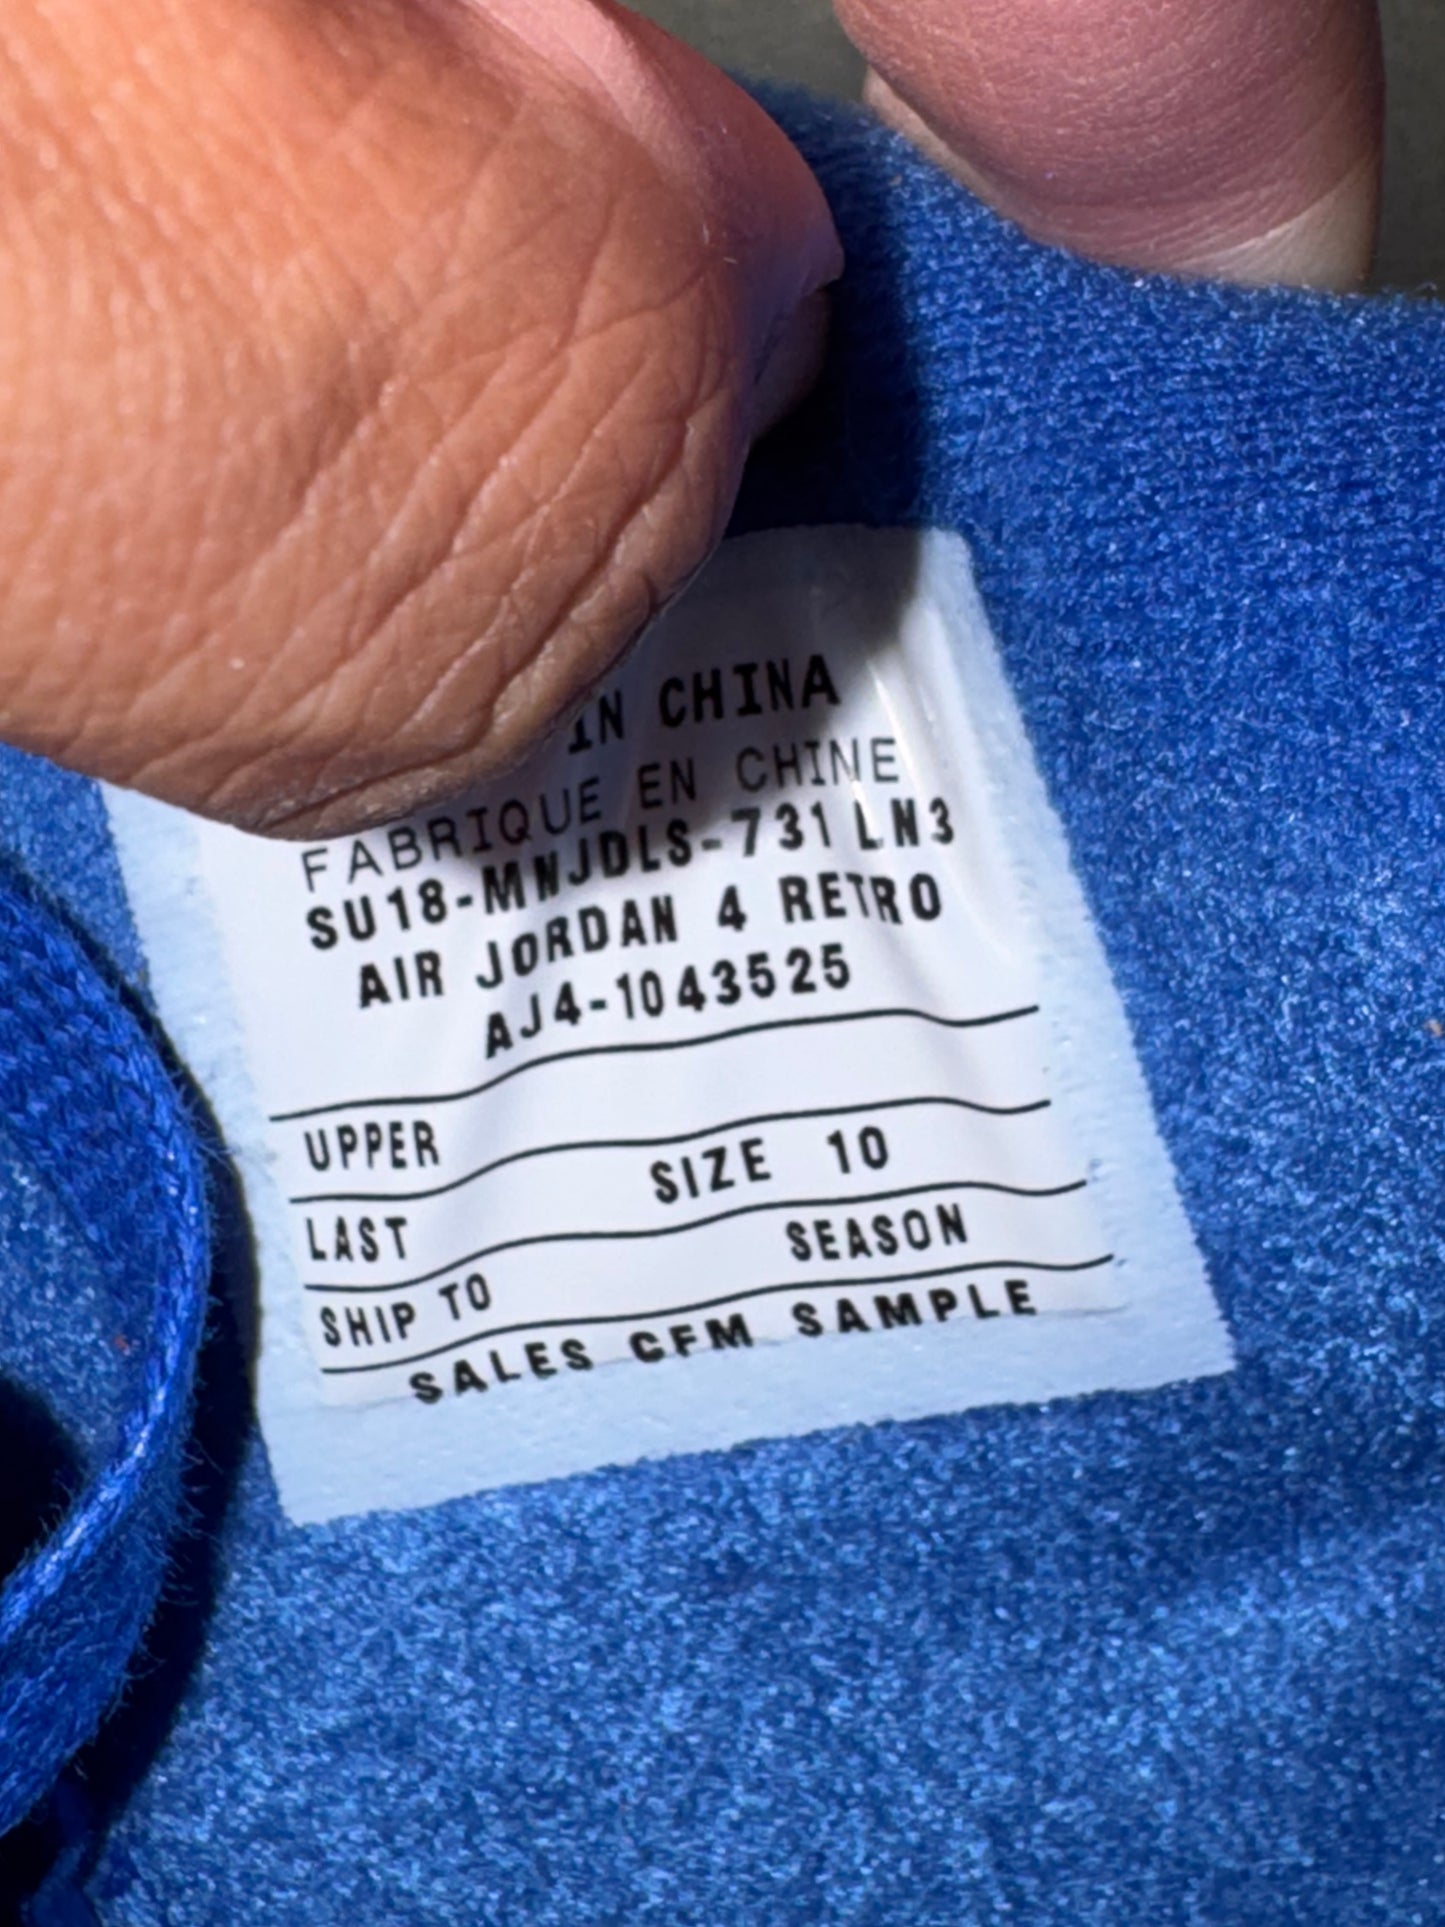 IN CHINA
FABRIQUE EN CHINE
SU18-MNJDLS-731 LN3
AIR JORDAN 4 RETRO
AJ4-1043525
UPPER
SIZE 10
LAST
SEASON
SHIP TO
SALES CFM SAMPLE